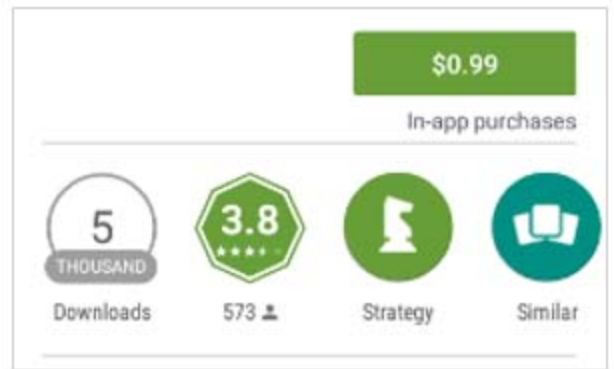 $0.99
In-app purchases
5
THOUSAND
Downloads
3.8
573
Strategy
Similar